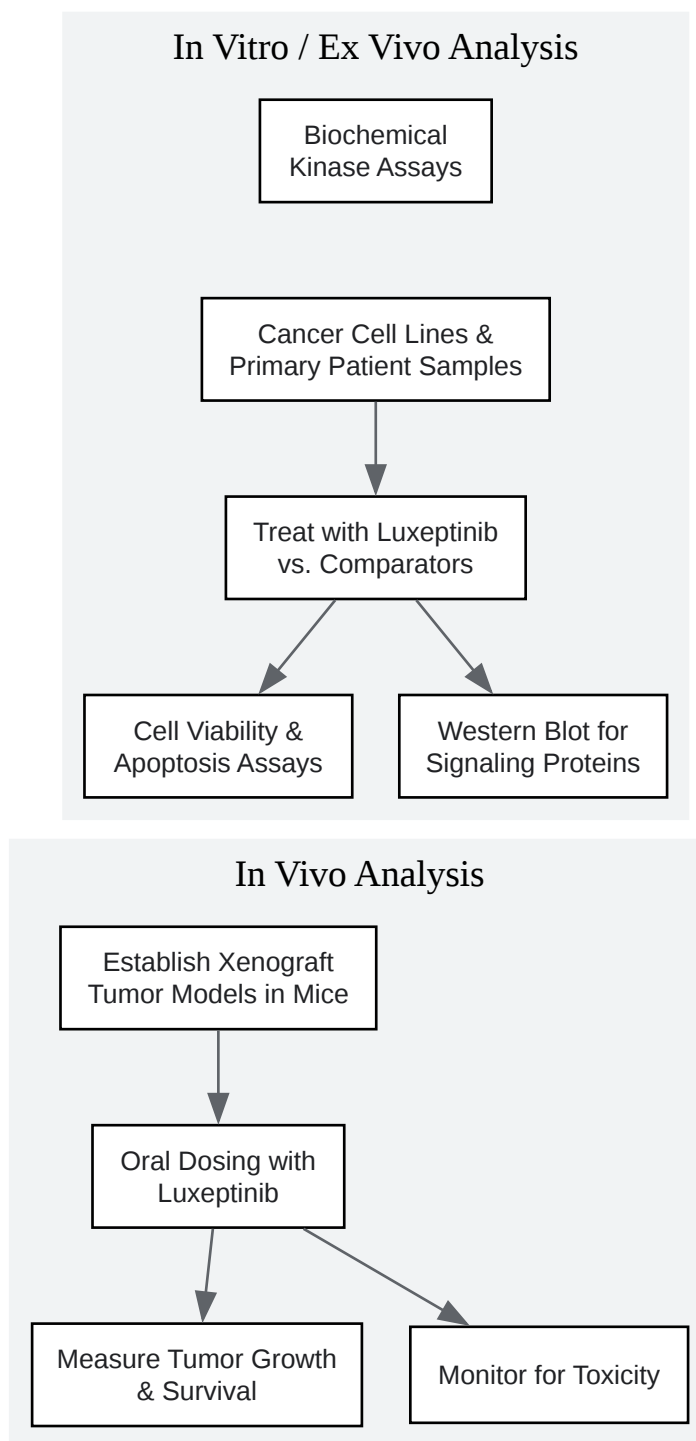 In Vitro / Ex Vivo Analysis
Biochemical
Kinase Assays
Cancer Cell Lines &
Primary Patient Samples
Treat with Luxeptinib
vs. Comparators
Cell Viability &
Apoptosis Assays
Western Blot for
Signaling Proteins
In Vivo Analysis
Establish Xenograft
Tumor Models in Mice
Oral Dosing with
Luxeptinib
Measure Tumor Growth
& Survival
Monitor for Toxicity